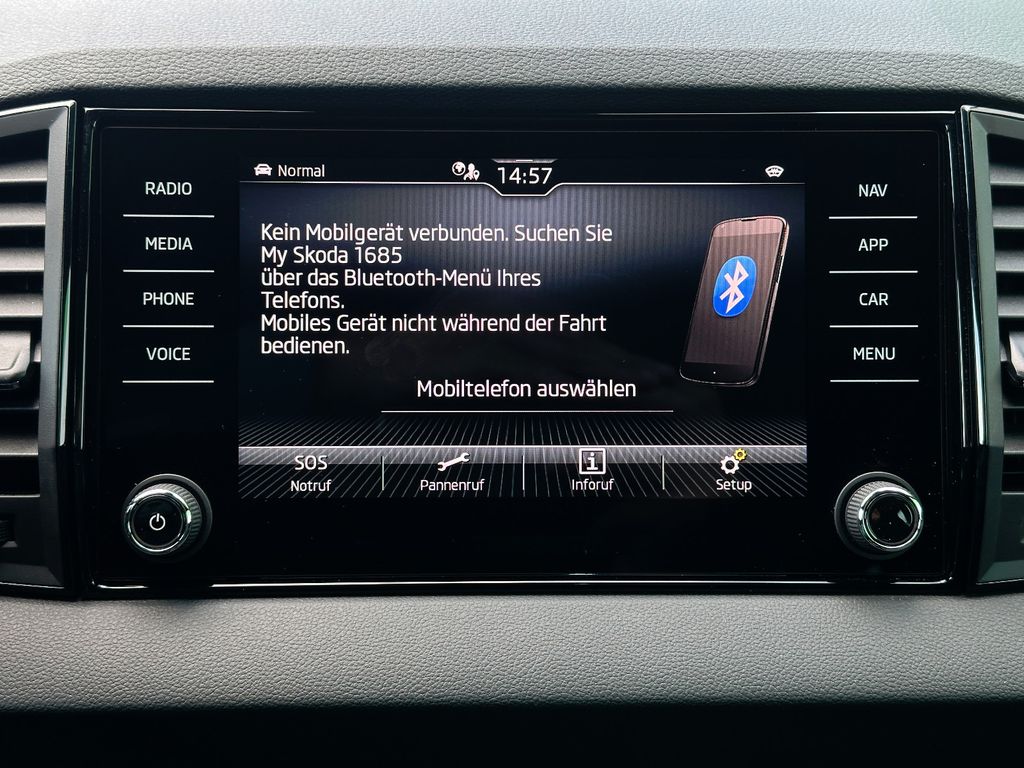 Normal
14:57
RADIO
MEDIA
PHONE
VOICE
Kein Mobilgerät verbunden. Suchen Sie
My Skoda 1685
über das Bluetooth-Menü Ihres
Telefons.
Mobiles Gerät nicht während der Fahrt
bedienen.
Mobiltelefon auswählen
SOS
Notruf
Pannenruf
Inforuf
Setup
NAV
APP
CAR
MENU